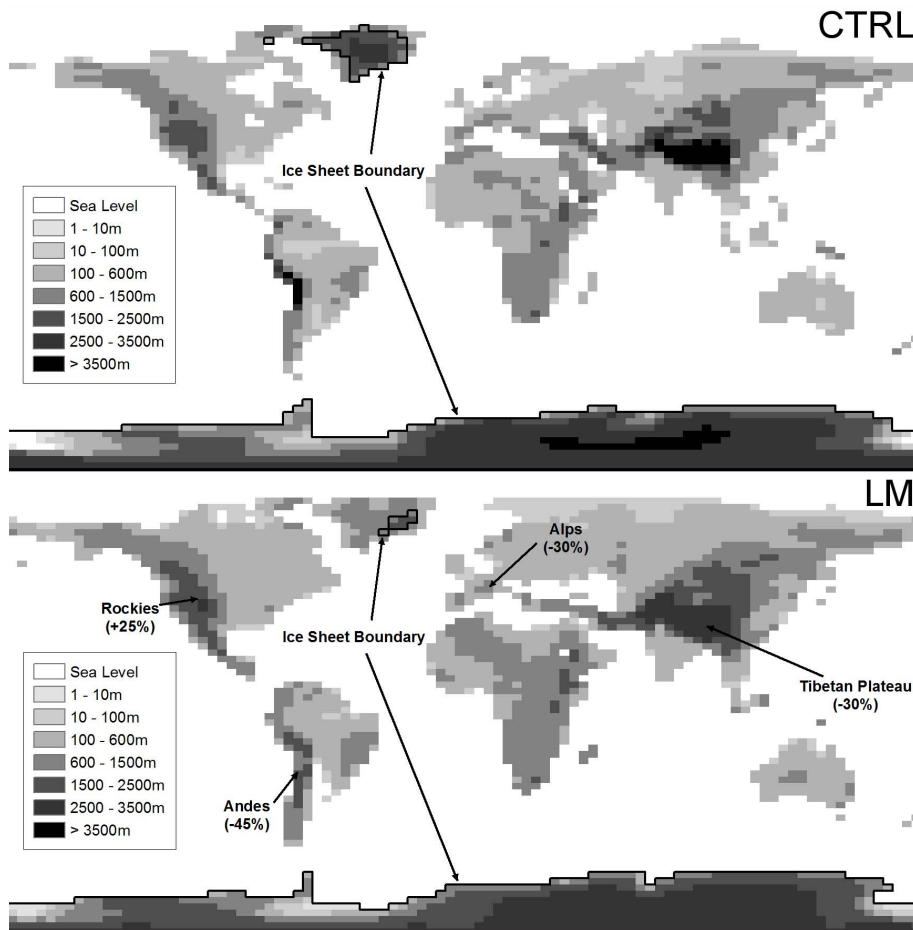 CTRL
Ice Sheet Boundary
Sea Level
1 - 10m
10 - 100m
100 - 600m
600 - 1500m
1500 - 2500m
2500 - 3500m
> 3500m
LM
Alps
(-30%)
Rockies
(+25%)
Ice Sheet Boundary
Tibetan Plateau
(-30%)
Sea Level
1 - 10m
10 - 100m
100 - 600m
600 - 1500m
1500 - 2500m
2500 - 3500m
> 3500m
Andes
(-45%)